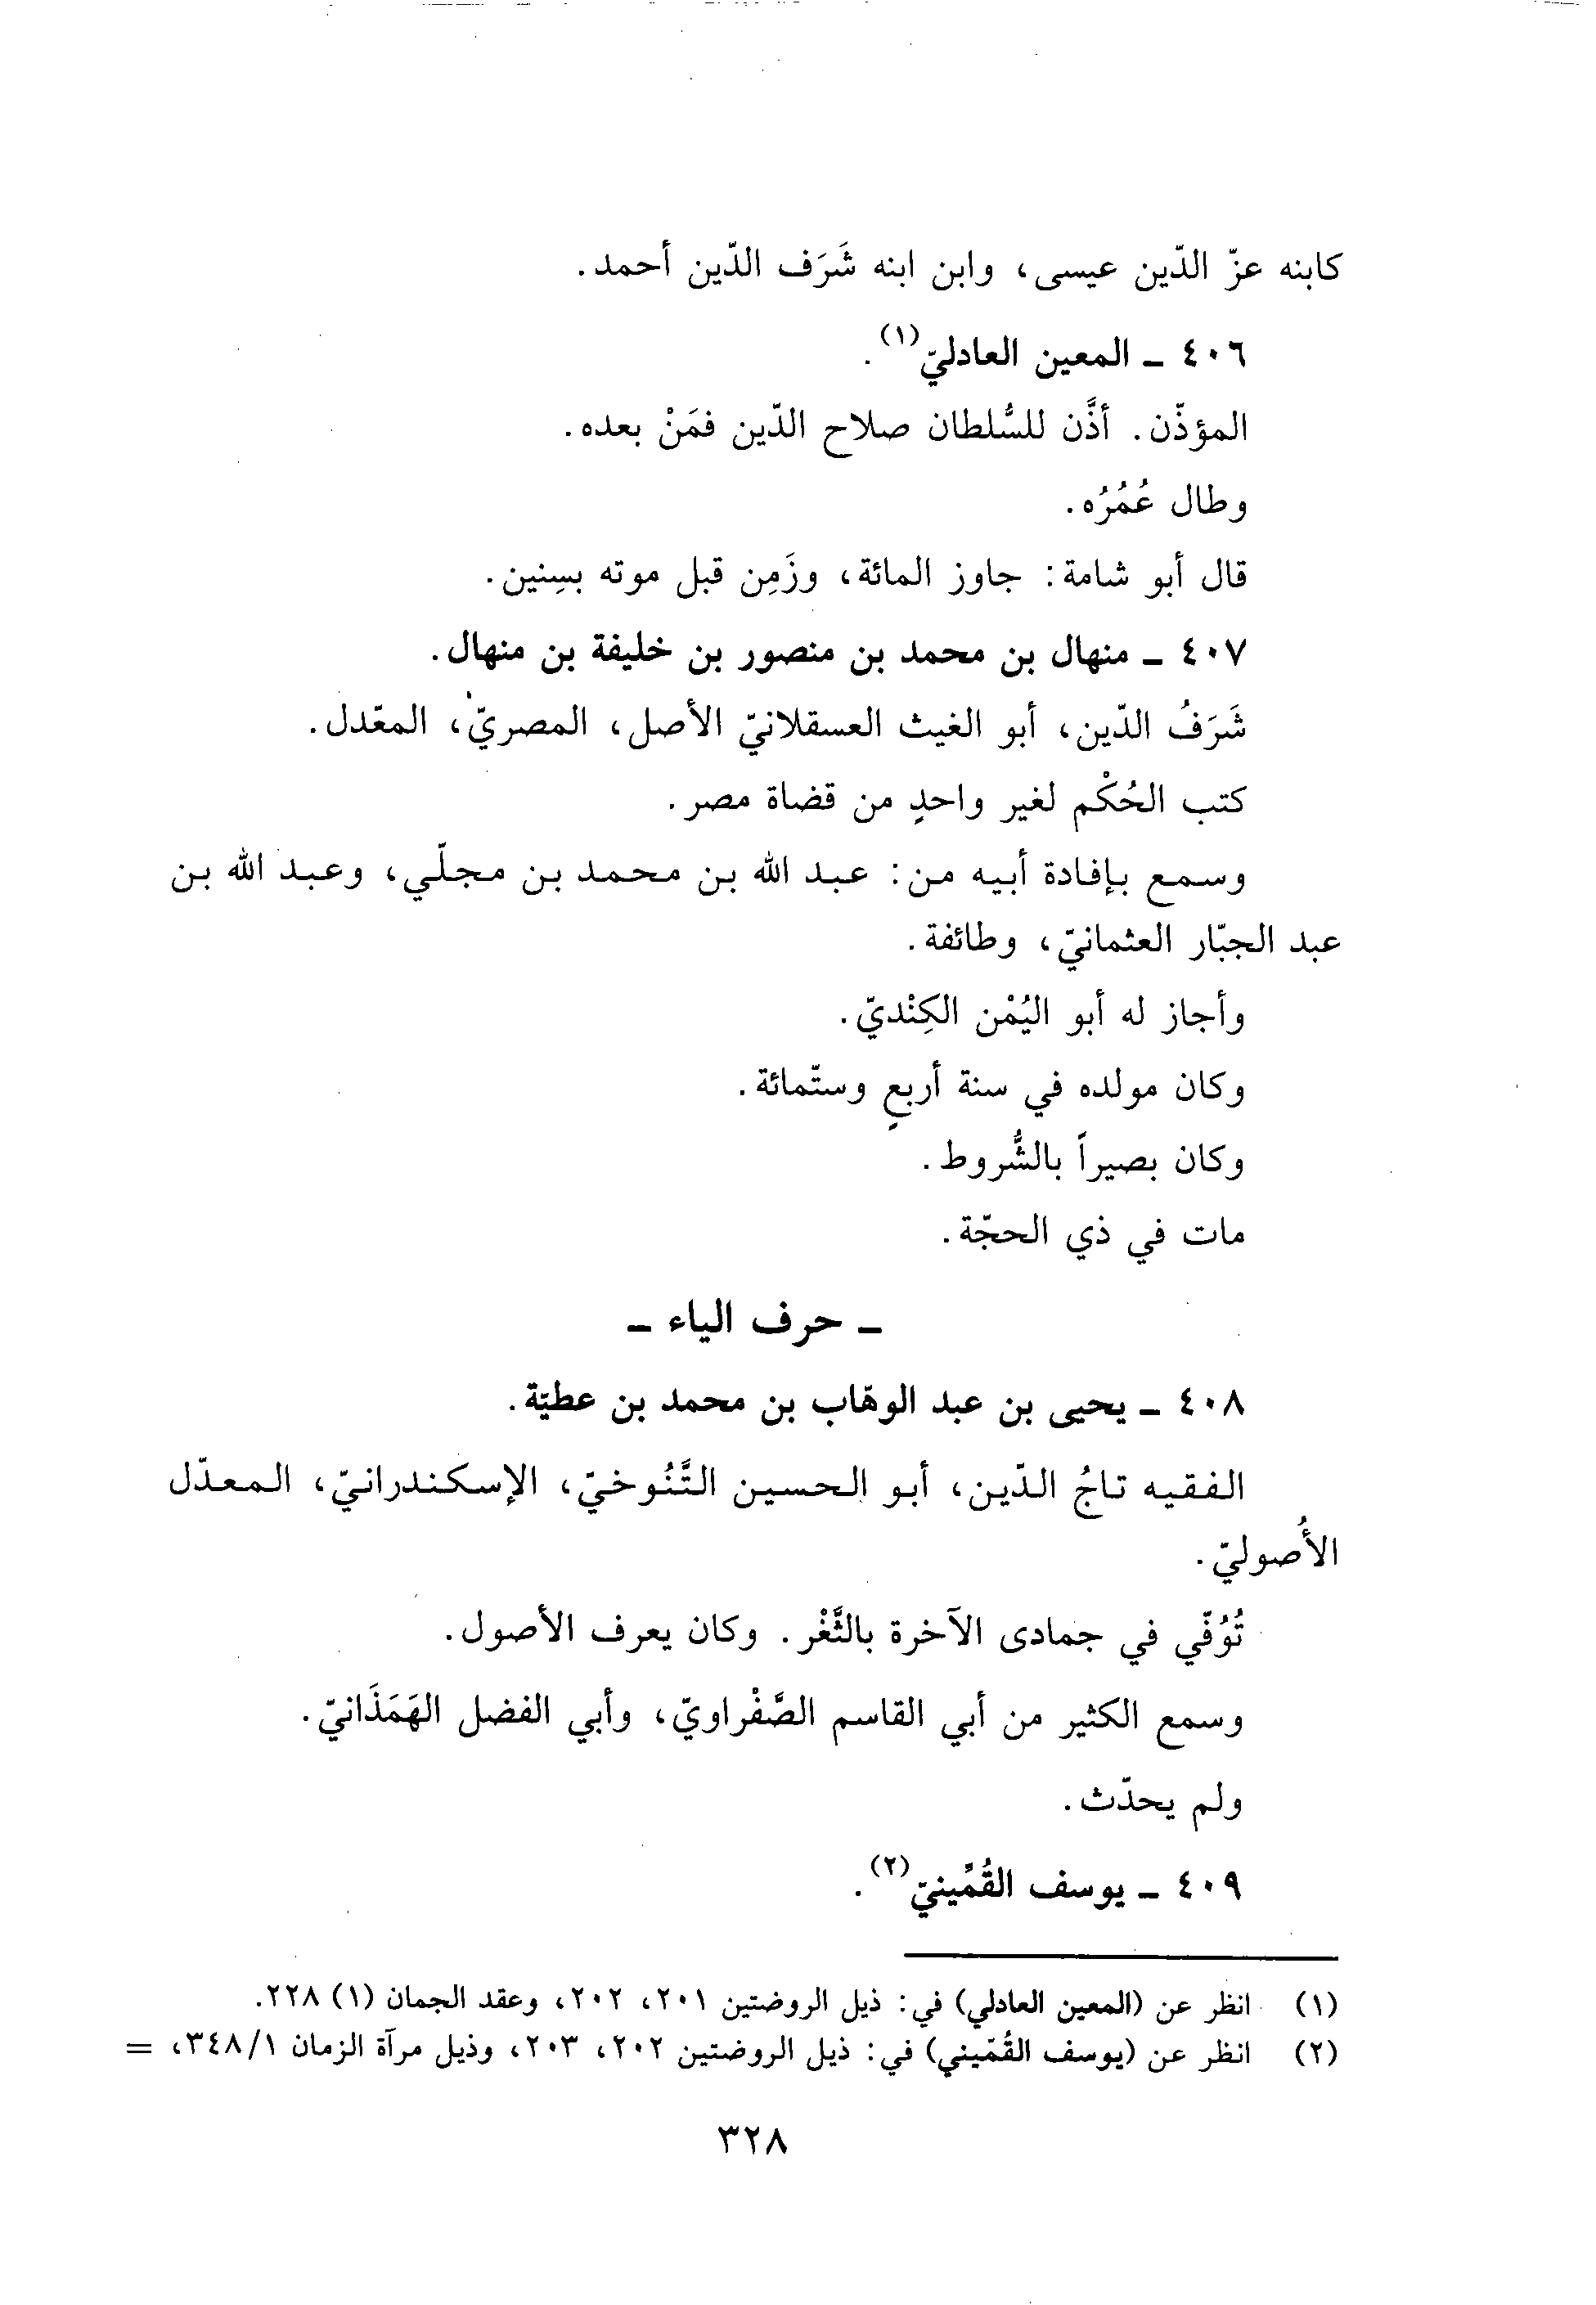 كابنه عزّ الدّين عيسى، وابن ابنه شَرَف الدّين أحمد.
٤٠٦ ـ المعين العادليّ(١).
المؤذّن. أذَّن للسُّلطان صلاح الدّين فمَنْ بعده.
وطال عُمُرُه.
قال أبو شامة: جاوز المائة، وزَمِن قبل موته بسِنين.
٤٠٧ ـ منهال بن محمد بن منصور بن خليفة بن منهال.
شَرَفُ الدّين، أبو الغيث العسقلانيّ الأصل، المصريّ، المعّدل.
كتب الحُكْم لغير واحدٍ من قضاة مصر.
وسمع بإفادة أبيه من: عبد الله بن محمد بن مجلّي، وعبد الله بن
عبد الجبّار العثمانيّ، وطائفة.
وأجاز له أبو اليُمْن الكِنْديّ.
وكان مولده في سنة أربعٍ وستّمائة.
وكان بصيراً بالشُّروط.
مات في ذي الحجّة.
ـ حرف الياء ـ
٤٠٨ ـ يحيى بن عبد الوهّاب بن محمد بن عطيّة.
الفقيه تاجُ الدّين، أبو الحسين التَّنُوخيّ، الإسكندرانيّ، المعدّل
الأُصوليّ.
تُوُفّي في جمادى الآخرة بالثَّغْر. وكان يعرف الأصول.
وسمع الكثير من أبي القاسم الصَّفْراويّ، وأبي الفضل الهَمَذَانيّ.
ولم يحدّث.
٤٠٩ ـ يوسف القُمِّينيّ(٢).
(١) انظر عن (المعين العادلي) في: ذيل الروضتين ٢٠١، ٢٠٢، وعقد الجمان (١) ٢٢٨.
(٢) انظر عن (يوسف القُمّيني) في: ذيل الروضتين ٢٠٢، ٢٠٣، وذيل مرآة الزمان ٣٤٨/١، =
٣٢٨